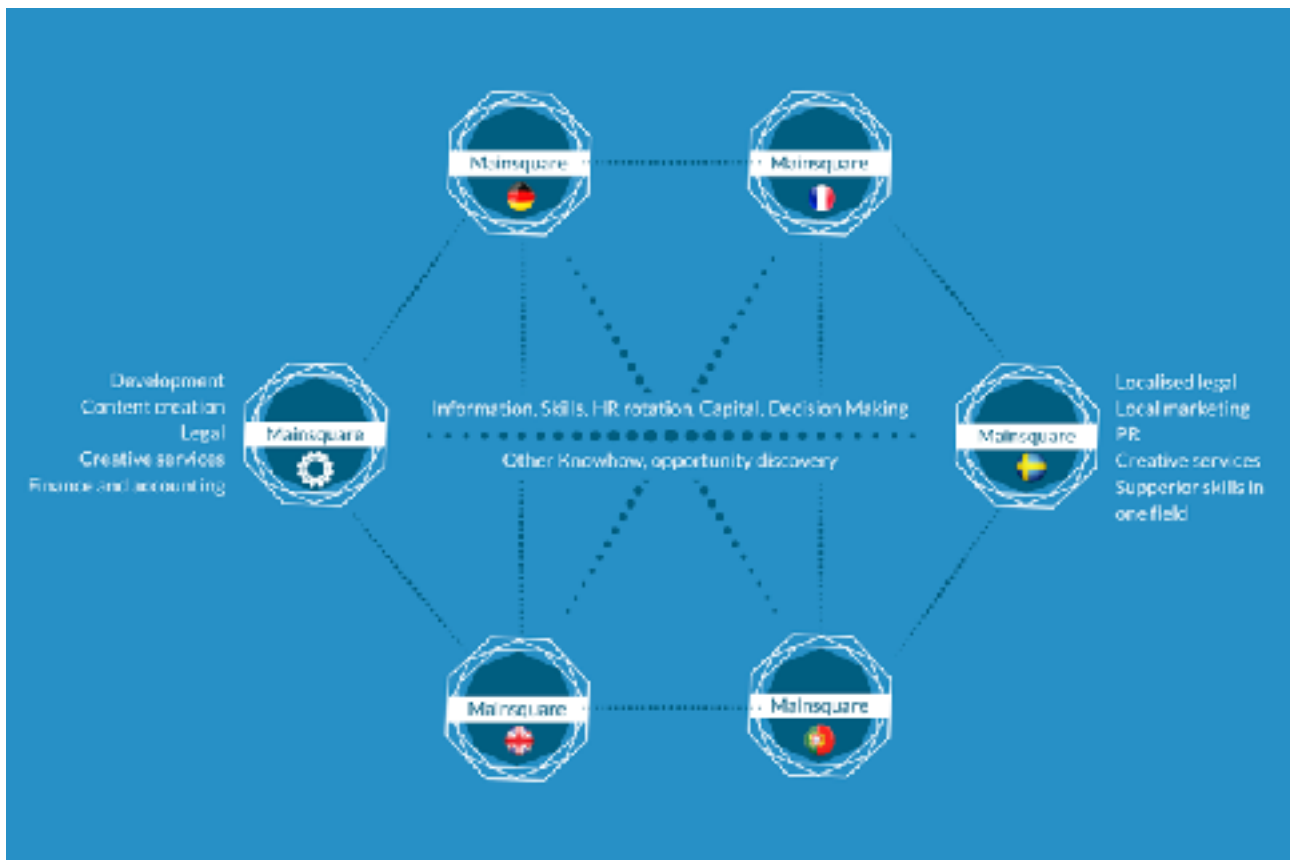 Mainsquare
Mainsquare
Development
Content creation
Legal
Creative services
Finance and accounting
Mainsquare
Information, Skills, HR rotation, Capital, Decision Making
Other Knowhow, opportunity discovery
Mainsquare
Localised legal
Local marketing
PR
Creative services
Supperior skills in
one field
Mainsquare
Mainsquare